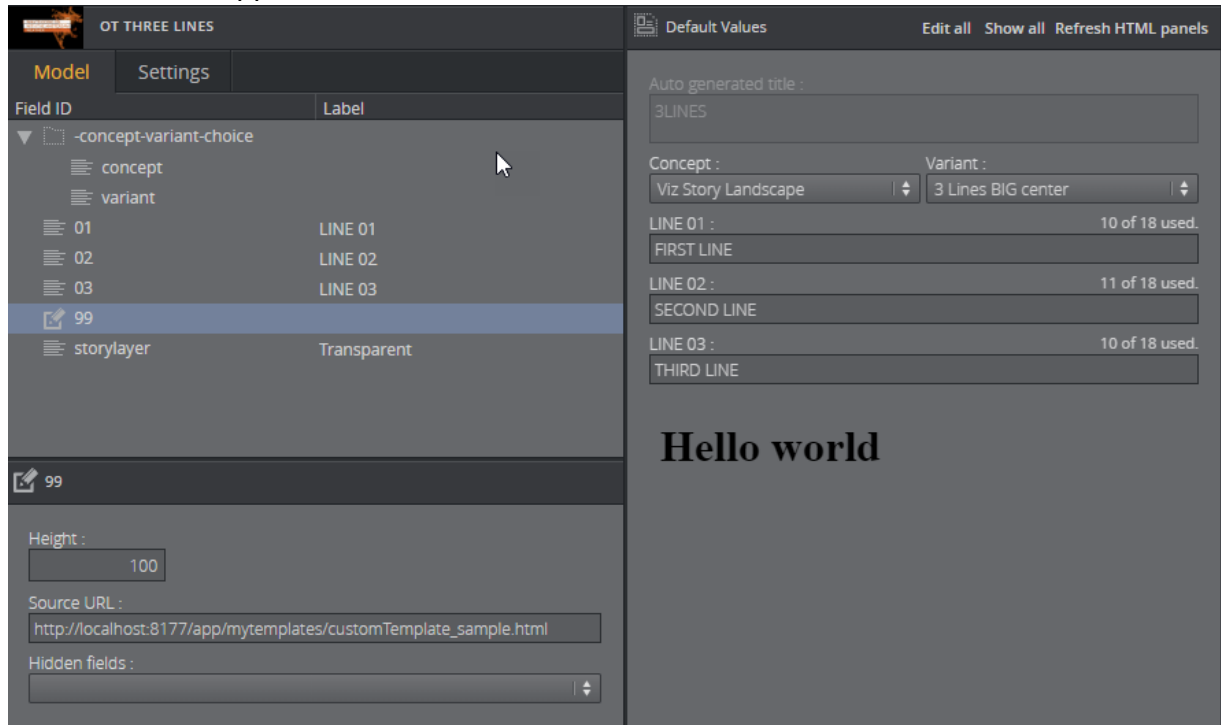 OT THREE LINES
Model Settings
Field ID Label
-concept-variant-choice
concept
variant
01 LINE 01
02 LINE 02
03 LINE 03
99
storylayer Transparent
99
Height :
100
Source URL :
http://localhost:8177/app/mytemplates/customTemplate_sample.html
Hidden fields :
Default Values Edit all Show all Refresh HTML panels
Auto generated title :
3LINES
Concept : Variant :
Viz Story Landscape 3 Lines BIG center
LINE 01 : 10 of 18 used.
FIRST LINE
LINE 02 : 11 of 18 used.
SECOND LINE
LINE 03 : 10 of 18 used.
THIRD LINE
Hello world